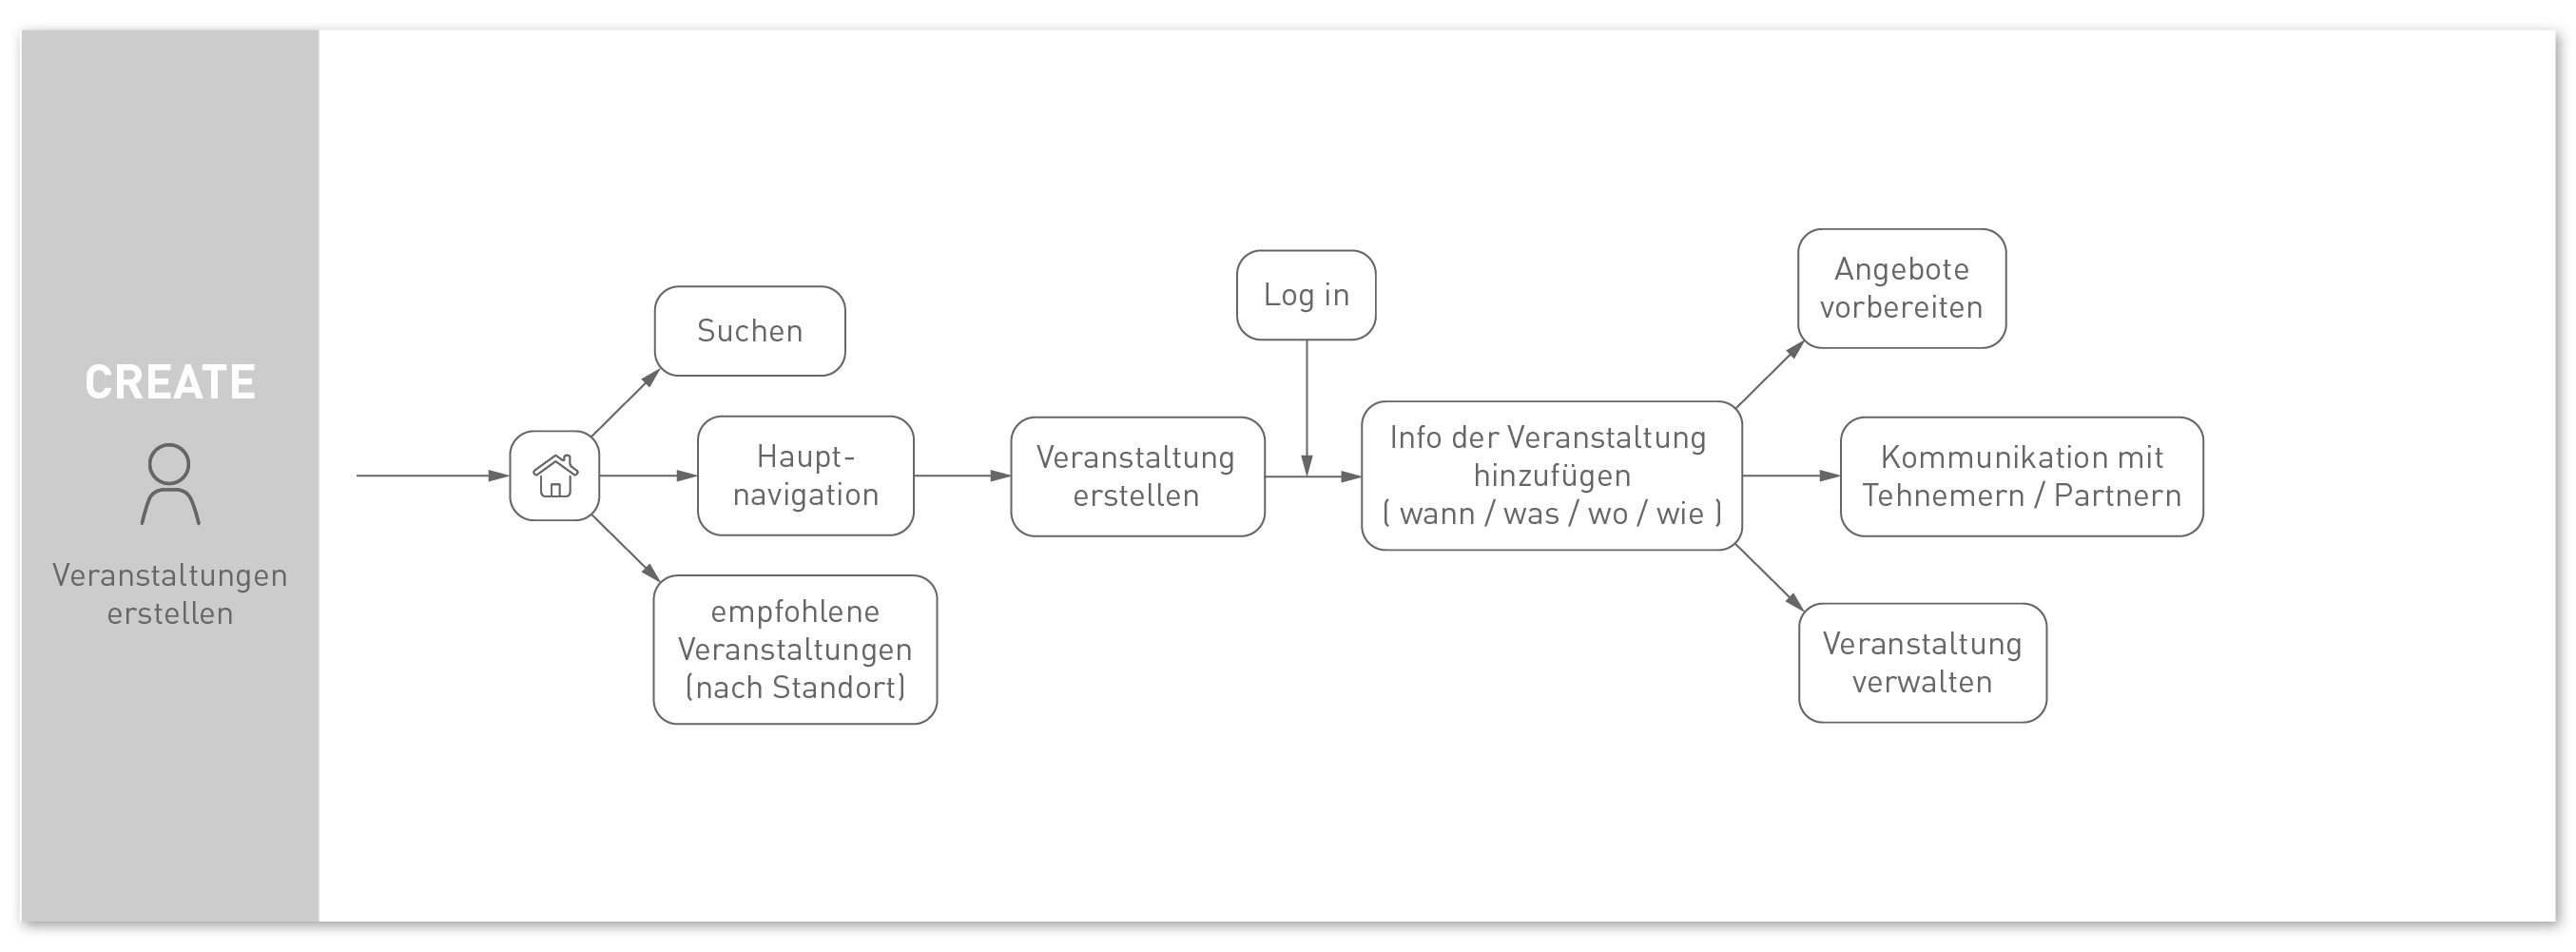 CREATE
Veranstaltungen
erstellen
Suchen
Haupt-
navigation
empfohlene
Veranstaltungen
(nach Standort)
Veranstaltung
erstellen
Log in
Info der Veranstaltung
hinzufügen
( wann / was / wo / wie )
Angebote
vorbereiten
Kommunikation mit
Tehnemern / Partnern
Veranstaltung
verwalten